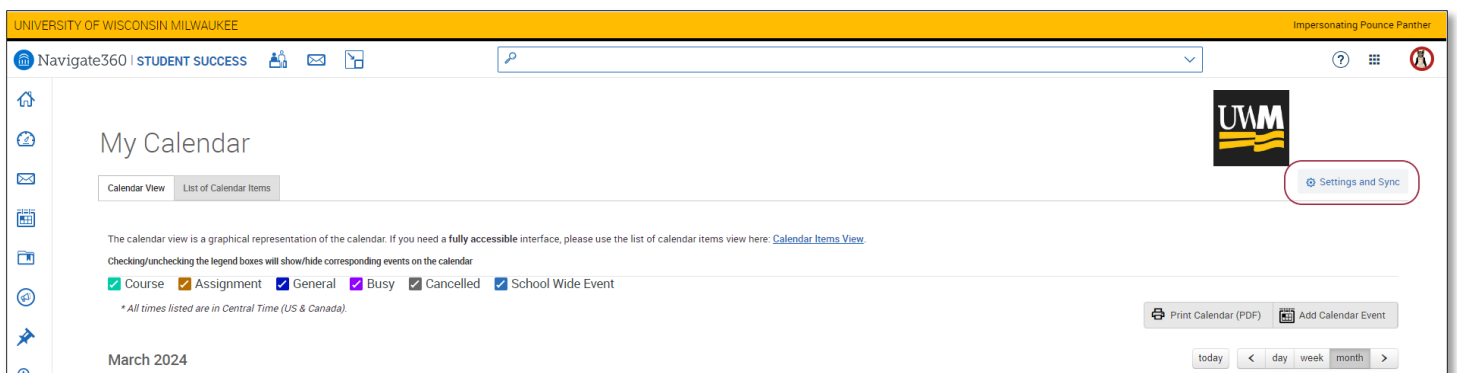 UNIVERSITY OF WISCONSIN MILWAUKEE
Impersonating Pounce Panther
Navigate360 | STUDENT SUCCESS
?
UWM
My Calendar
Settings and Sync
Calendar View List of Calendar Items
The calendar view is a graphical representation of the calendar. If you need a fully accessible interface, please use the list of calendar items view here: Calendar Items View.
Checking/unchecking the legend boxes will show/hide corresponding events on the calendar
Course Assignment General Busy Cancelled School Wide Event
* All times listed are in Central Time (US & Canada).
Print Calendar (PDF) Add Calendar Event
March 2024
today < day week month >